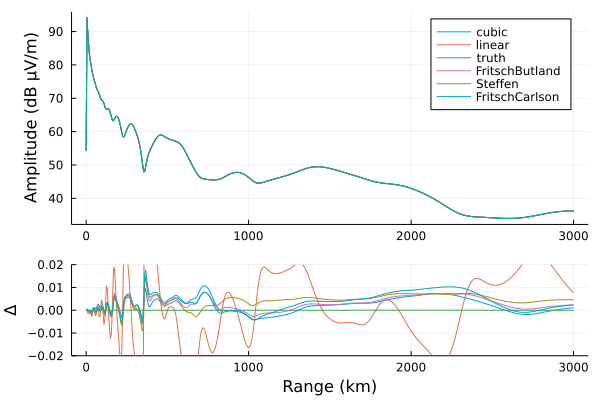 Amplitude (dB μV/m)
90
80
70
60
50
40
cubic
linear
truth
FritschButland
Steffen
FritschCarlson
0
1000
2000
3000
Δ
0.02
0.01
0.00
−0.01
−0.02
0
1000
2000
3000
Range (km)